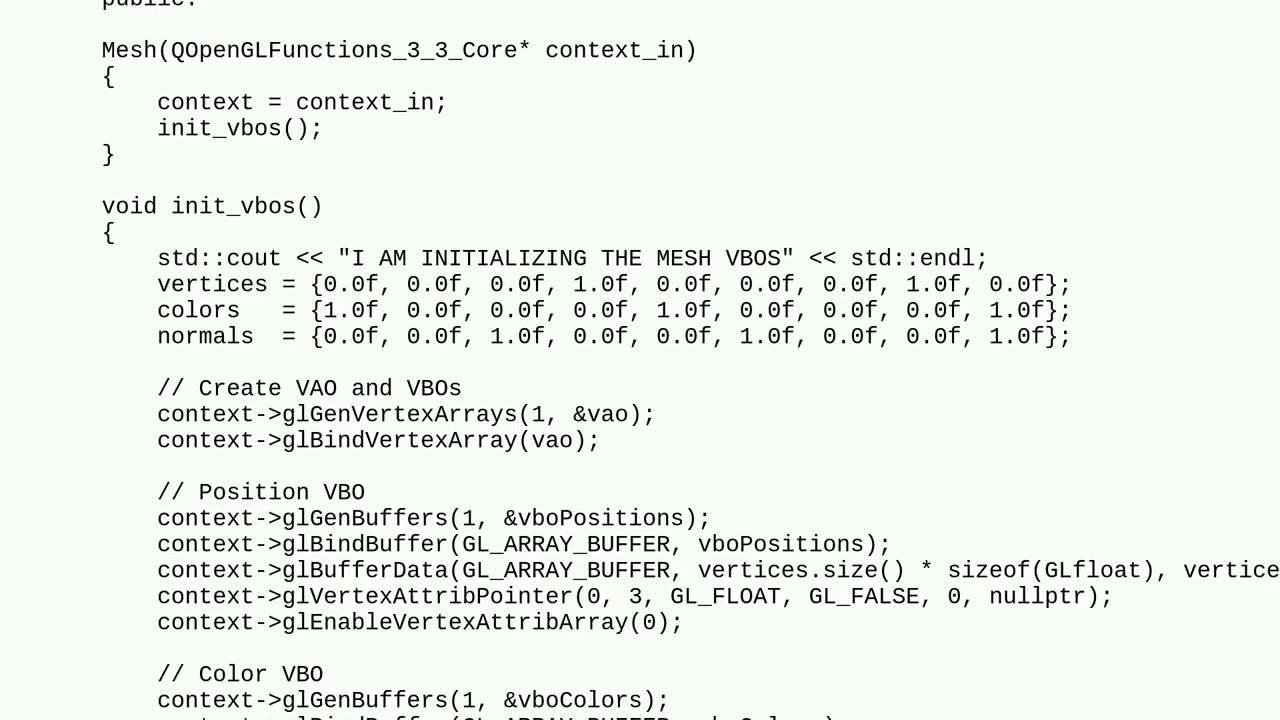 public:
Mesh(QOpenGLFunctions_3_3_Core* context_in)
{
    context = context_in;
    init_vbos();
}
void init_vbos()
{
    std::cout << "I AM INITIALIZING THE MESH VBOS" << std::endl;
    vertices = {0.0f, 0.0f, 0.0f, 1.0f, 0.0f, 0.0f, 0.0f, 1.0f, 0.0f};
    colors   = {1.0f, 0.0f, 0.0f, 0.0f, 1.0f, 0.0f, 0.0f, 0.0f, 1.0f};
    normals  = {0.0f, 0.0f, 1.0f, 0.0f, 0.0f, 1.0f, 0.0f, 0.0f, 1.0f};
    // Create VAO and VBOs
    context->glGenVertexArrays(1, &vao);
    context->glBindVertexArray(vao);
    // Position VBO
    context->glGenBuffers(1, &vboPositions);
    context->glBindBuffer(GL_ARRAY_BUFFER, vboPositions);
    context->glBufferData(GL_ARRAY_BUFFER, vertices.size() * sizeof(GLfloat), vertice
    context->glVertexAttribPointer(0, 3, GL_FLOAT, GL_FALSE, 0, nullptr);
    context->glEnableVertexAttribArray(0);
    // Color VBO
    context->glGenBuffers(1, &vboColors);
    context->glBindBuffer(GL_ARRAY_BUFFER, vboColors);